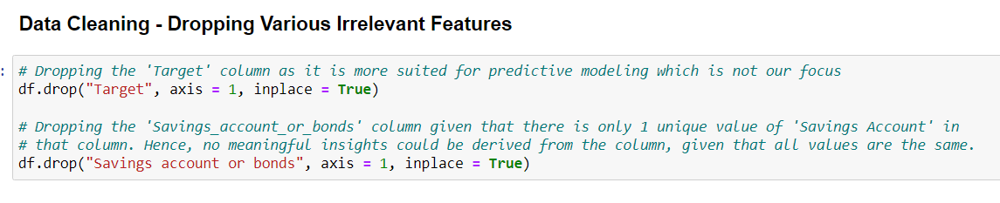 Data Cleaning - Dropping Various Irrelevant Features
: # Dropping the 'Target' column as it is more suited for predictive modeling which is not our focus
df.drop("Target", axis = 1, inplace = True)
# Dropping the 'Savings_account_or_bonds' column given that there is only 1 unique value of 'Savings Account' in
# that column. Hence, no meaningful insights could be derived from the column, given that all values are the same.
df.drop("Savings account or bonds", axis = 1, inplace = True)